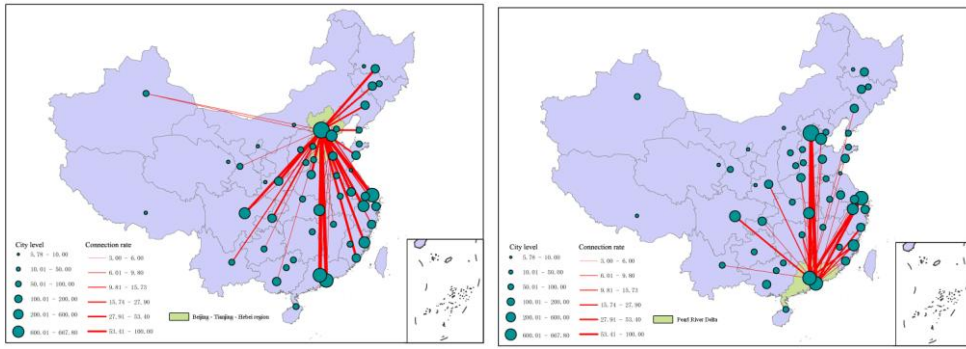 City level
5.78 - 10.00
10.01 - 50.00
50.01 - 100.00
100.01 - 200.00
200.01 - 600.00
600.01 - 667.80
Connection rate
3.00 - 6.00
6.01 - 9.80
9.81 - 15.73
15.74 - 27.90
27.91 - 53.40
53.41 - 100.00
Beijing - Tianjing - Hebei region
City level
5.78 - 10.00
10.01 - 50.00
50.01 - 100.00
100.01 - 200.00
200.01 - 600.00
600.01 - 667.80
Connection rate
3.00 - 6.00
6.01 - 9.80
9.81 - 15.73
15.74 - 27.90
27.91 - 53.40
53.41 - 100.00
Pearl River Delta